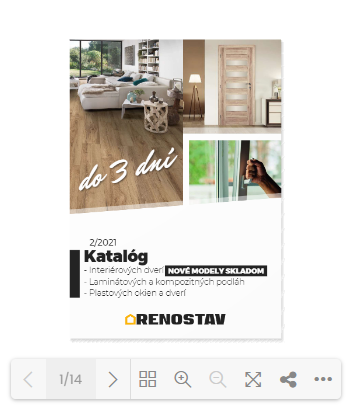 do 3 dní
2/2021
Katalóg
- Interiérových dverí NOVÉ MODELY SKLADOM
- Laminátových a kompozitných podláh
- Plastových okien a dverí
RENOSTAV
1/14